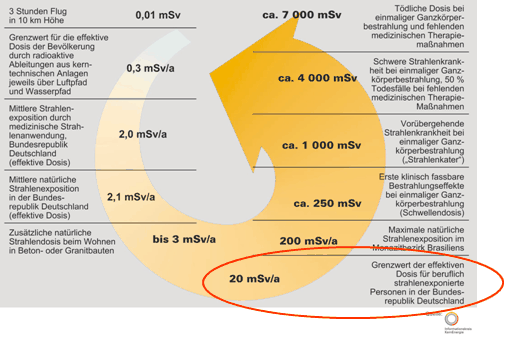 3 Stunden Flug
in 10 km Höhe
0,01 mSv
Grenzwert für die effektive
Dosis der Bevölkerung
durch radioaktive
Ableitungen aus kern-
technischen Anlagen
jeweils über Luftpfad
und Wasserpfad
0,3 mSv/a
Mittlere Strahlen-
exposition durch
medizinische Strah-
lenanwendung,
Bundesrepublik
Deutschland
(effektive Dosis)
2,0 mSv/a
Mittlere natürliche
Strahlenexposition
in der Bundes-
republik Deutschland
(effektive Dosis)
2,1 mSv/a
Zusätzliche natürliche
Strahlendosis beim Wohnen
in Beton- oder Granitbauten
bis 3 mSv/a
20 mSv/a
Grenzwert der effektiven
Dosis für beruflich
strahlenexponierte
Personen in der Bundes-
republik Deutschland
200 mSv/a
Maximale natürliche
Strahlenexposition im
Monazitbezirk Brasiliens
ca. 250 mSv
Erste klinisch fassbare
Bestrahlungseffekte
bei einmaliger Ganz-
körperbestrahlung
(Schwellendosis)
ca. 1 000 mSv
Vorübergehende
Strahlenkrankheit bei
einmaliger Ganz-
körperbestrahlung
(„Strahlenkater“)
ca. 4 000 mSv
Schwere Strahlenkrank-
heit bei einmaliger Ganz-
körperbestrahlung, 50 %
Todesfälle bei fehlenden
medizinischen Therapie-
Maßnahmen
ca. 7 000 mSv
Tödliche Dosis bei
einmaliger Ganzkörper-
bestrahlung und fehlenden
medizinischen Therapie-
maßnahmen
Informationskreis
KernEnergie